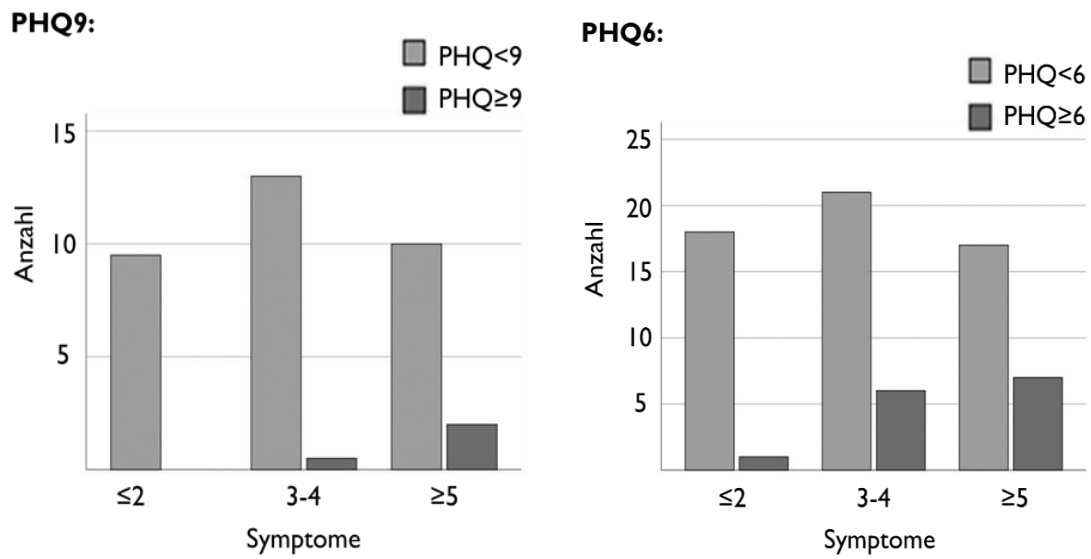 PHQ9:
PHQ<9
PHQ≥9
15
10
5
Anzahl
≤2
3-4
≥5
Symptome
PHQ6:
PHQ<6
PHQ≥6
25
20
15
10
5
Anzahl
≤2
3-4
≥5
Symptome